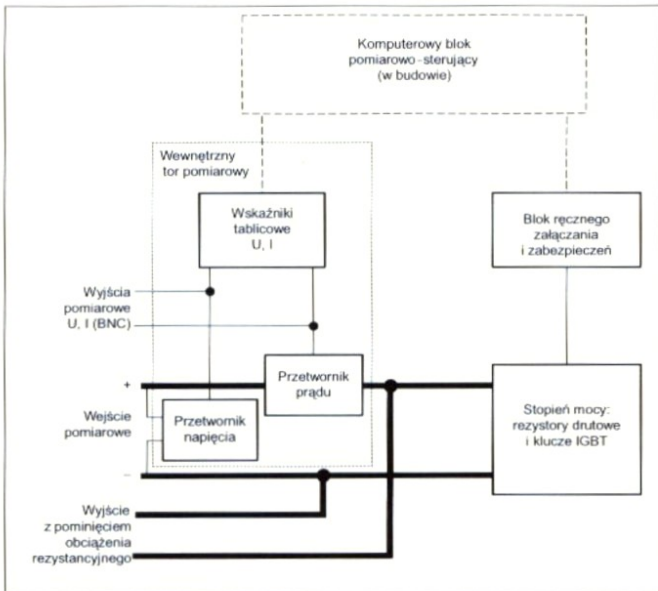 Komputerowy blok
pomiarowo-sterujący
(w budowie)
Wewnętrzny
tor pomiarowy
Wskaźniki
tablicowe
U, I
Blok ręcznego
załączania
i zabezpieczeń
Wyjścia
pomiarowe
U, I (BNC)
+
Przetwornik
prądu
Wejście
pomiarowe
Przetwornik
napięcia
Stopień mocy:
rezystory drutowe
i klucze IGBT
–
Wyjście
z pominięciem
obciążenia
rezystancyjnego